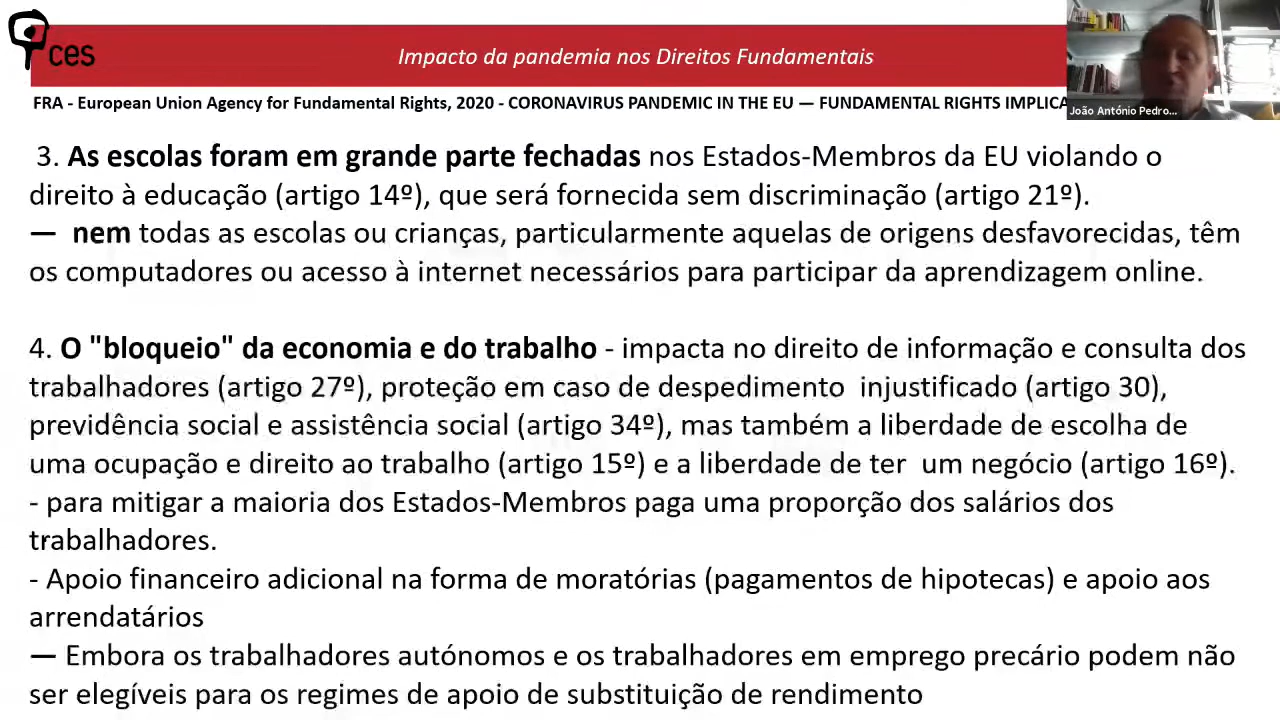 ces
Impacto da pandemia nos Direitos Fundamentais
FRA - European Union Agency for Fundamental Rights, 2020 - CORONAVIRUS PANDEMIC IN THE EU — FUNDAMENTAL RIGHTS
João António Pedro...
3. As escolas foram em grande parte fechadas nos Estados-Membros da EU violando o
direito à educação (artigo 14º), que será fornecida sem discriminação (artigo 21º).
— nem todas as escolas ou crianças, particularmente aquelas de origens desfavorecidas, têm
os computadores ou acesso à internet necessários para participar da aprendizagem online.
4. O "bloqueio" da economia e do trabalho - impacta no direito de informação e consulta dos
trabalhadores (artigo 27º), proteção em caso de despedimento injustificado (artigo 30),
previdência social e assistência social (artigo 34º), mas também a liberdade de escolha de
uma ocupação e direito ao trabalho (artigo 15º) e a liberdade de ter um negócio (artigo 16º).
- para mitigar a maioria dos Estados-Membros paga uma proporção dos salários dos
trabalhadores.
- Apoio financeiro adicional na forma de moratórias (pagamentos de hipotecas) e apoio aos
arrendatários
— Embora os trabalhadores autónomos e os trabalhadores em emprego precário podem não
ser elegíveis para os regimes de apoio de substituição de rendimento